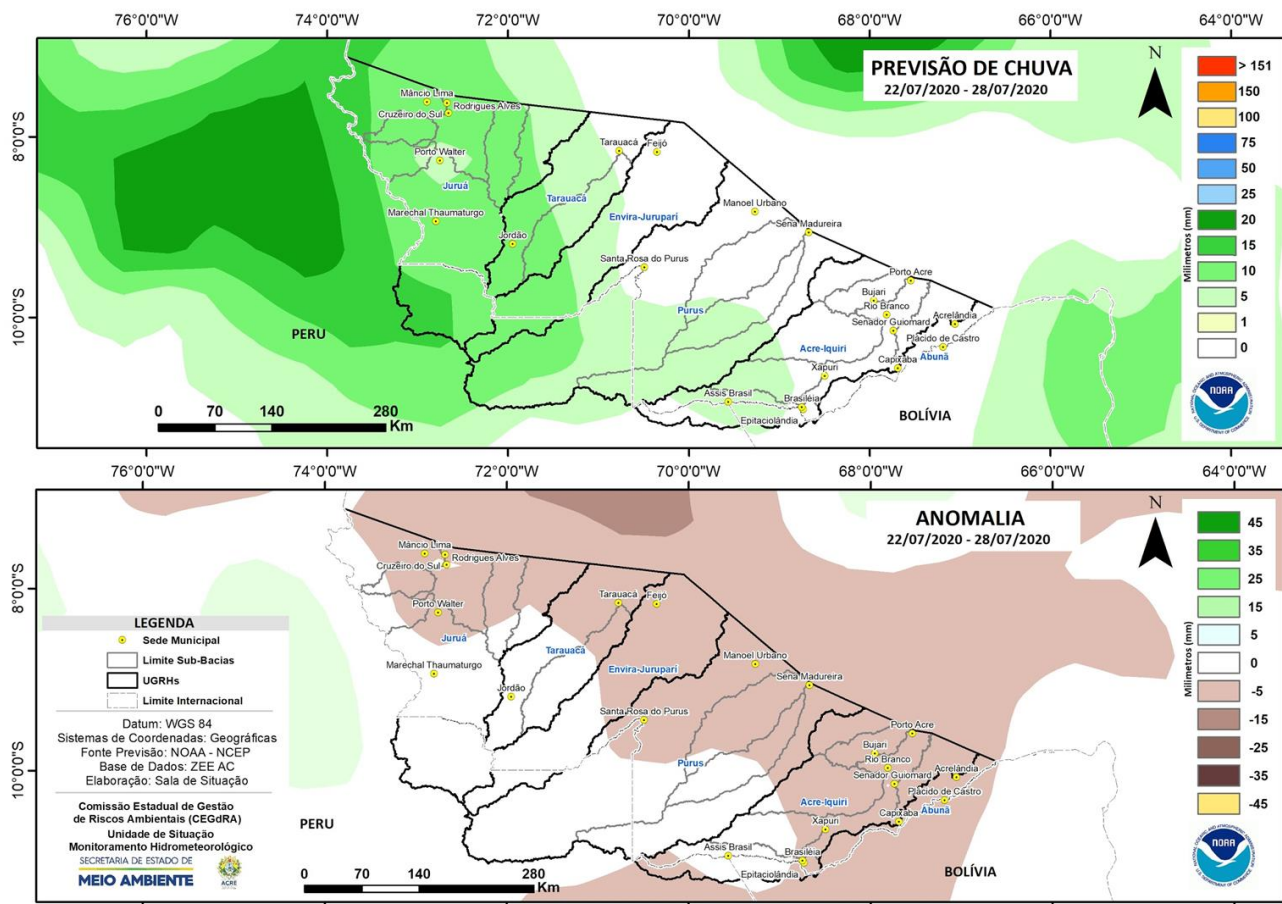 76°0'0"W 74°0'0"W 72°0'0"W 70°0'0"W 68°0'0"W 66°0'0"W 64°0'0"W
8°0'0"S
10°0'0"S
PREVISÃO DE CHUVA
22/07/2020 - 28/07/2020
N
Milímetros (mm)
> 151
150
100
75
50
25
20
15
10
5
1
0
NOAA
Mâncio Lima
Rodrigues Alves
Cruzeiro do Sul
Porto Walter
Juruá
Marechal Thaumaturgo
Jordão
Tarauacá
Tarauacá
Feijó
Envira-Jurupari
Manoel Urbano
Sena Madureira
Santa Rosa do Purus
Purus
Porto Acre
Bujari
Rio Branco
Senador Guiomard
Acrelândia
Plácido de Castro
Acre-Iquiri
Capixaba
Abunã
Xapuri
Assis Brasil
Brasiléia
Epitaciolândia
PERU
BOLÍVIA
0 70 140 280
Km
76°0'0"W 74°0'0"W 72°0'0"W 70°0'0"W 68°0'0"W 66°0'0"W 64°0'0"W
8°0'0"S
10°0'0"S
ANOMALIA
22/07/2020 - 28/07/2020
N
Milímetros (mm)
45
35
25
15
5
0
-5
-15
-25
-35
-45
NOAA
Mâncio Lima
Rodrigues Alves
Cruzeiro do Sul
Porto Walter
Juruá
Marechal Thaumaturgo
Jordão
Tarauacá
Tarauacá
Feijó
Envira-Jurupari
Manoel Urbano
Sena Madureira
Santa Rosa do Purus
Purus
Porto Acre
Bujari
Rio Branco
Senador Guiomard
Acrelândia
Plácido de Castro
Acre-Iquiri
Capixaba
Abunã
Xapuri
Assis Brasil
Brasiléia
Epitaciolândia
PERU
BOLÍVIA
0 70 140 280
Km
LEGENDA
Sede Municipal
Limite Sub-Bacias
UGRHs
Limite Internacional
Datum: WGS 84
Sistemas de Coordenadas: Geográficas
Fonte Previsão: NOAA - NCEP
Base de Dados: ZEE AC
Elaboração: Sala de Situação
Comissão Estadual de Gestão
de Riscos Ambientais (CEGdRA)
Unidade de Situação
Monitoramento Hidrometeorológico
SECRETARIA DE ESTADO DE
MEIO AMBIENTE
ACRE